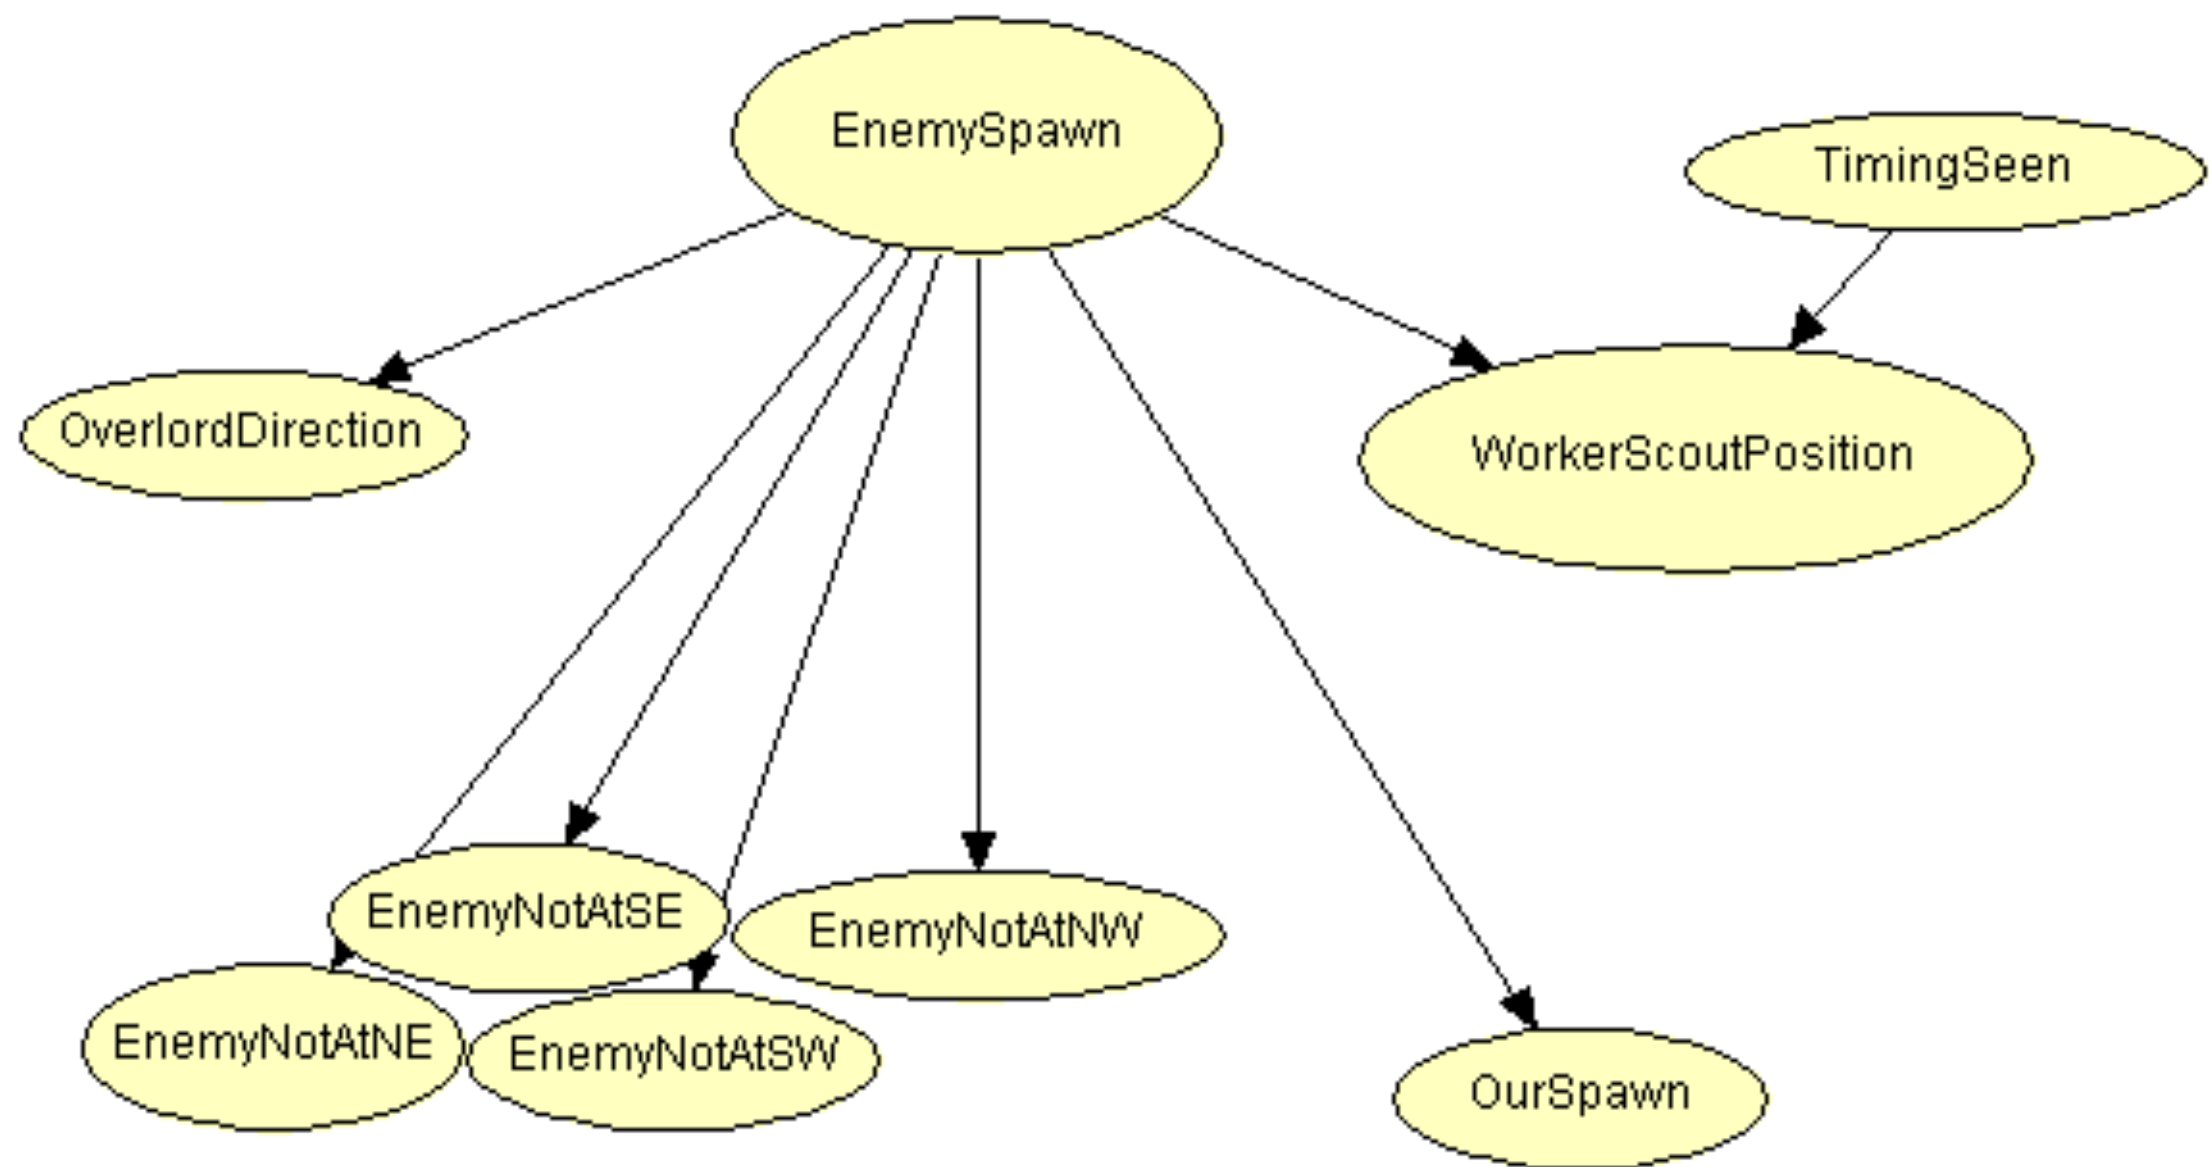 EnemySpawn
TimingSeen
OverlordDirection
WorkerScoutPosition
EnemyNotAtSE
EnemyNotAtNW
EnemyNotAtNE
EnemyNotAtSW
OurSpawn